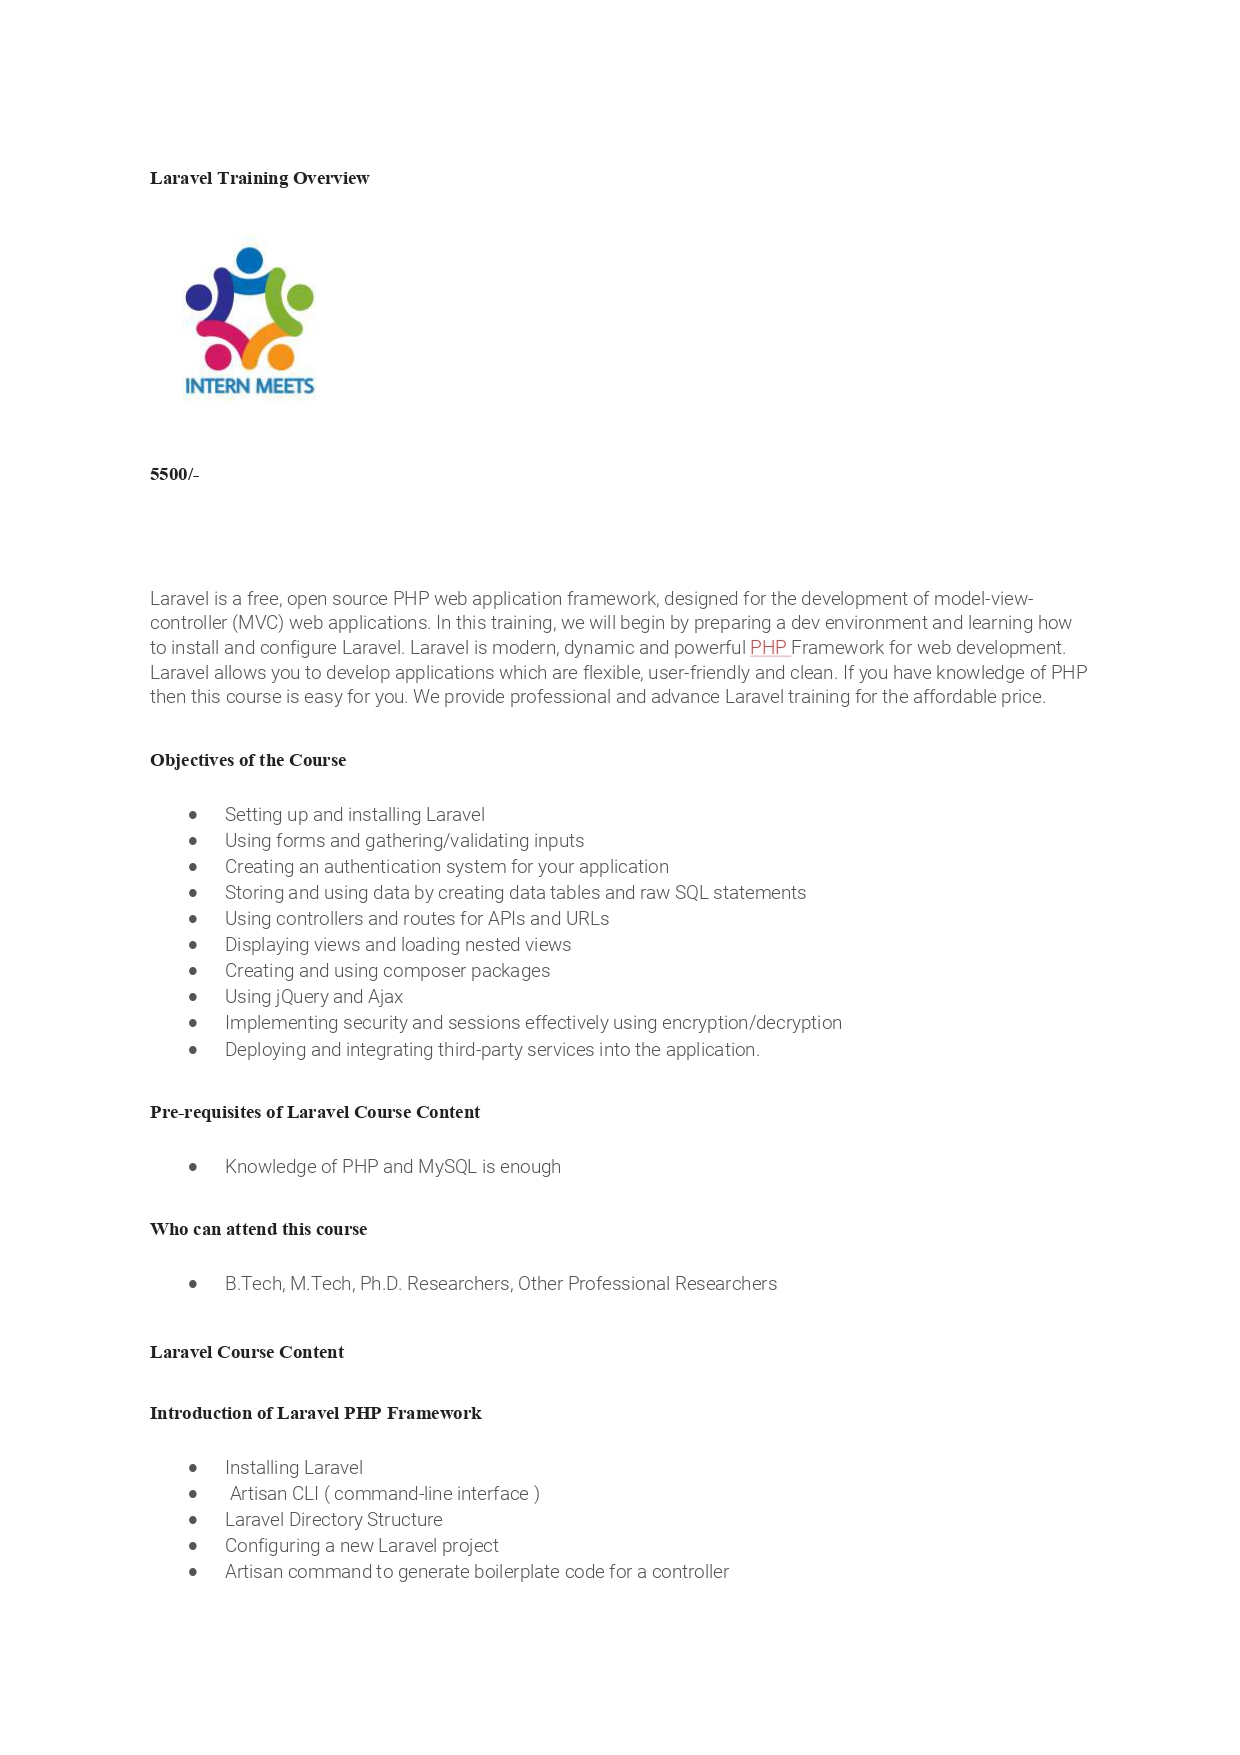 Laravel Training Overview
INTERN MEETS
5500/-
Laravel is a free, open source PHP web application framework, designed for the development of model-view-
controller (MVC) web applications. In this training, we will begin by preparing a dev environment and learning how
to install and configure Laravel. Laravel is modern, dynamic and powerful PHP Framework for web development.
Laravel allows you to develop applications which are flexible, user-friendly and clean. If you have knowledge of PHP
then this course is easy for you. We provide professional and advance Laravel training for the affordable price.
Objectives of the Course
● Setting up and installing Laravel
● Using forms and gathering/validating inputs
● Creating an authentication system for your application
● Storing and using data by creating data tables and raw SQL statements
● Using controllers and routes for APIs and URLs
● Displaying views and loading nested views
● Creating and using composer packages
● Using jQuery and Ajax
● Implementing security and sessions effectively using encryption/decryption
● Deploying and integrating third-party services into the application.
Pre-requisites of Laravel Course Content
● Knowledge of PHP and MySQL is enough
Who can attend this course
● B.Tech, M.Tech, Ph.D. Researchers, Other Professional Researchers
Laravel Course Content
Introduction of Laravel PHP Framework
● Installing Laravel
● Artisan CLI ( command-line interface )
● Laravel Directory Structure
● Configuring a new Laravel project
● Artisan command to generate boilerplate code for a controller